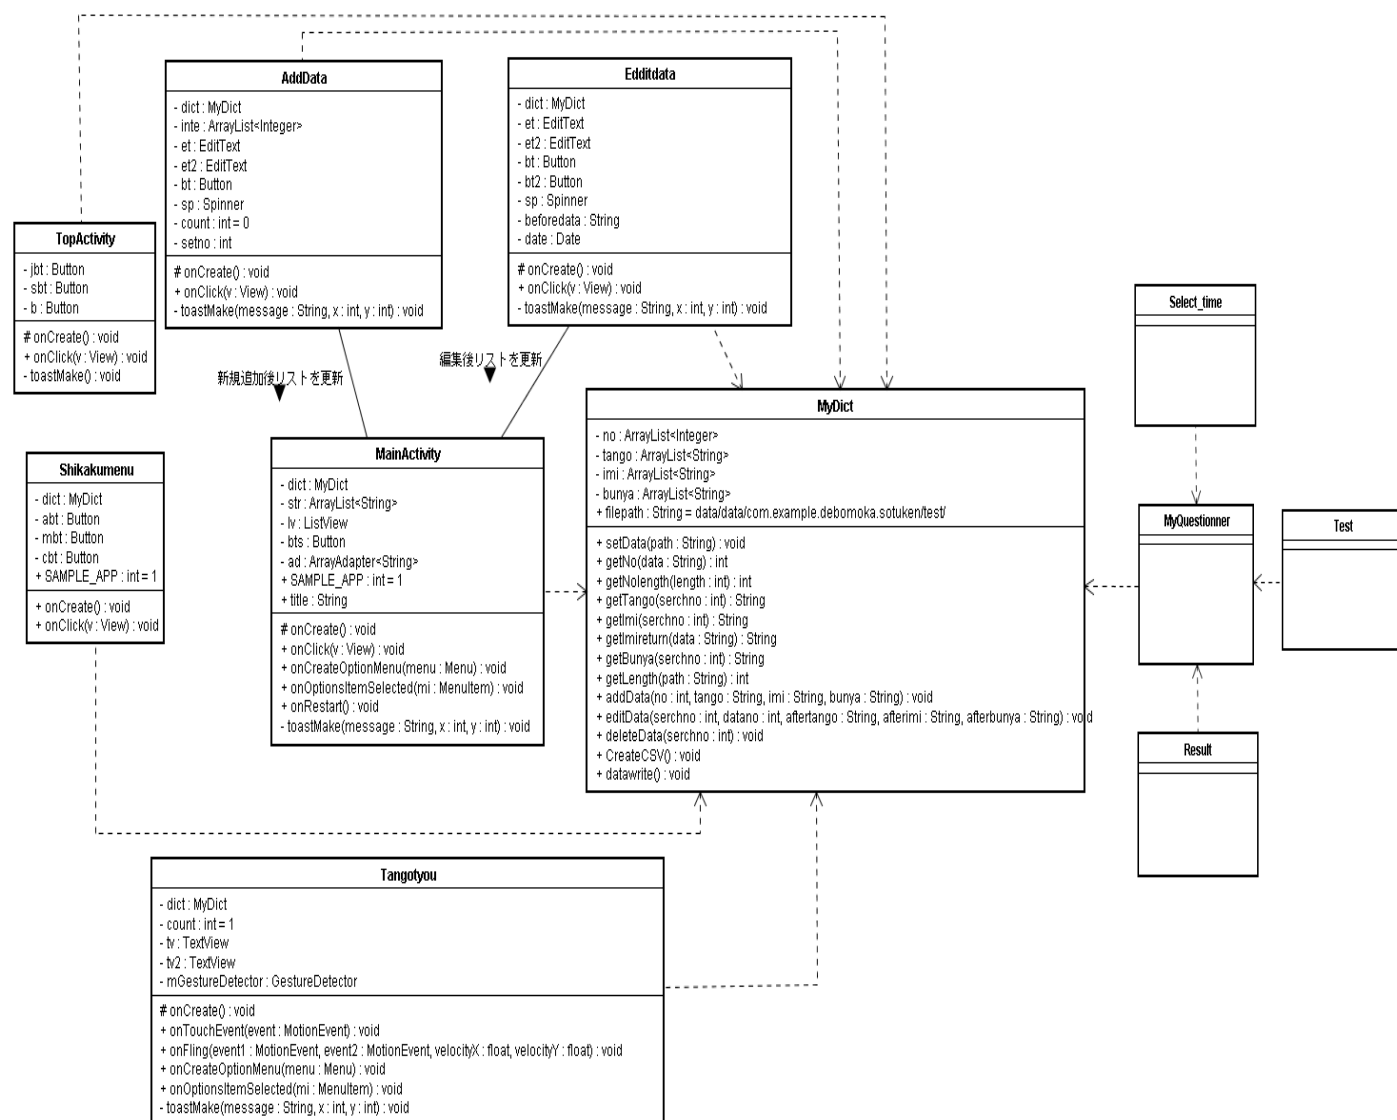 AddData
- dict : MyDict
- inte : ArrayList<Integer>
- et : EditText
- et2 : EditText
- bt : Button
- sp : Spinner
- count : int = 0
- setno : int
# onCreate() : void
+ onClick(v : View) : void
- toastMake(message : String, x : int, y : int) : void
Edditdata
- dict : MyDict
- et : EditText
- et2 : EditText
- bt : Button
- bt2 : Button
- sp : Spinner
- beforedata : String
- date : Date
# onCreate() : void
+ onClick(v : View) : void
- toastMake(message : String, x : int, y : int) : void
TopActivity
- jbt : Button
- sbt : Button
- b : Button
# onCreate() : void
+ onClick(v : View) : void
- toastMake() : void
新規追加後リストを更新
編集後リストを更新
Select_time
MyDict
- no : ArrayList<Integer>
- tango : ArrayList<String>
- imi : ArrayList<String>
- bunya : ArrayList<String>
+ filepath : String = data/data/com.example.debomoka.sotuken/test/
+ setData(path : String) : void
+ getNo(data : String) : int
+ getNolength(length : int) : int
+ getTango(serchno : int) : String
+ getImi(serchno : int) : String
+ getImireturn(data : String) : String
+ getBunya(serchno : int) : String
+ getLength(path : String) : int
+ addData(no : int, tango : String, imi : String, bunya : String) : void
+ editData(serchno : int, datano : int, aftertango : String, afterimi : String, afterbunya : String) : void
+ deleteData(serchno : int) : void
+ CreateCSV() : void
+ datawrite() : void
Shikakumenu
- dict : MyDict
- abt : Button
- mbt : Button
- cbt : Button
+ SAMPLE_APP : int = 1
+ onCreate() : void
+ onClick(v : View) : void
MainActivity
- dict : MyDict
- str : ArrayList<String>
- lv : ListView
- bts : Button
- ad : ArrayAdapter<String>
+ SAMPLE_APP : int = 1
+ title : String
# onCreate() : void
+ onClick(v : View) : void
+ onCreateOptionMenu(menu : Menu) : void
+ onOptionsItemSelected(mi : MenuItem) : void
+ onRestart() : void
- toastMake(message : String, x : int, y : int) : void
MyQuestionner
Test
Result
Tangotyou
- dict : MyDict
- count : int = 1
- tv : TextView
- tv2 : TextView
- mGestureDetector : GestureDetector
# onCreate() : void
+ onTouchEvent(event : MotionEvent) : void
+ onFling(event1 : MotionEvent, event2 : MotionEvent, velocityX : float, velocityY : float) : void
+ onCreateOptionMenu(menu : Menu) : void
+ onOptionsItemSelected(mi : MenuItem) : void
- toastMake(message : String, x : int, y : int) : void